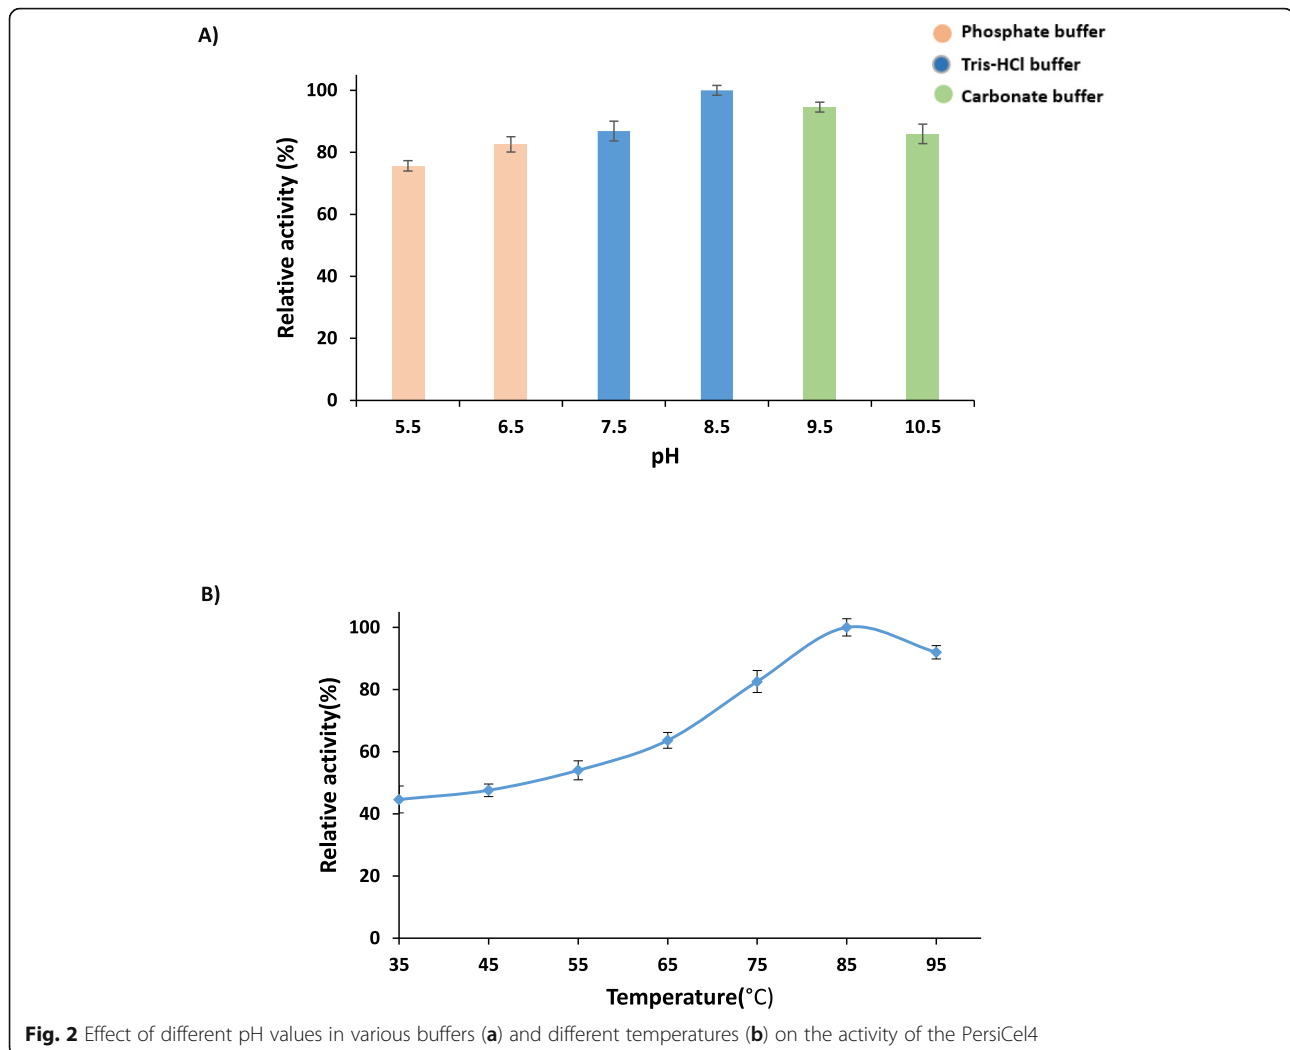 A)
Phosphate buffer
Tris-HCl buffer
Carbonate buffer
Relative activity (%)
100
80
60
40
20
0
5.5 6.5 7.5 8.5 9.5 10.5
pH
B)
Relative activity(%)
100
80
60
40
20
0
35 45 55 65 75 85 95
Temperature(°C)
Fig. 2 Effect of different pH values in various buffers (a) and different temperatures (b) on the activity of the PersiCel4